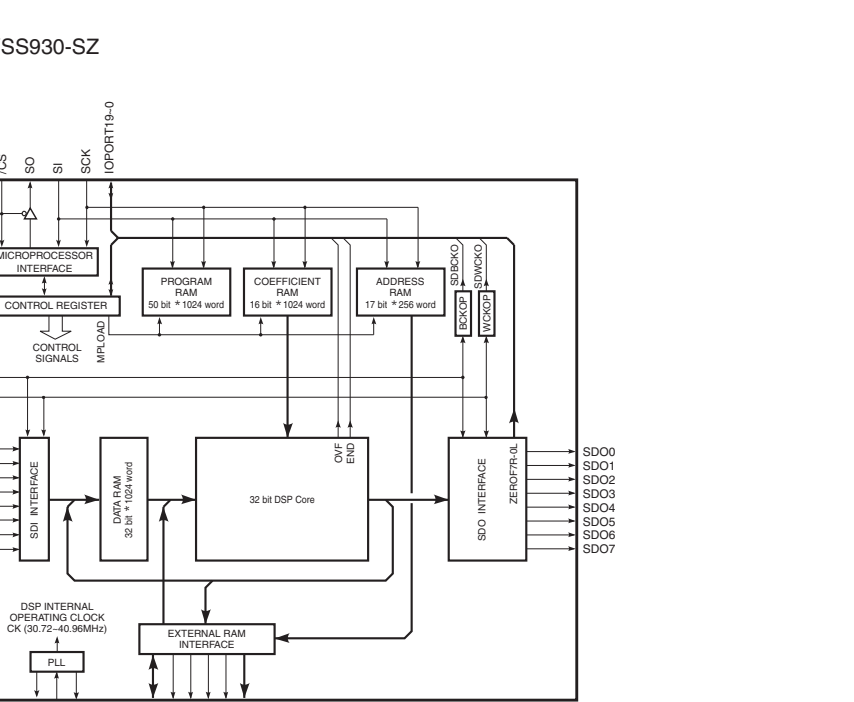 SS930-SZ
/CS
SO
SI
SCK
IOPORT19~0
MICROPROCESSOR
INTERFACE
CONTROL REGISTER
CONTROL
SIGNALS
MPLOAD
PROGRAM
RAM
50 bit * 1024 word
COEFFICIENT
RAM
16 bit * 1024 word
ADDRESS
RAM
17 bit * 256 word
SDBCKO
SDWCKO
BCKOP
WCKOP
SDI INTERFACE
DATA RAM
32 bit * 1024 word
32 bit DSP Core
OVF
END
SDO INTERFACE
ZEROF7R-0L
SDO0
SDO1
SDO2
SDO3
SDO4
SDO5
SDO6
SDO7
DSP INTERNAL
OPERATING CLOCK
CK (30.72~40.96MHz)
PLL
EXTERNAL RAM
INTERFACE